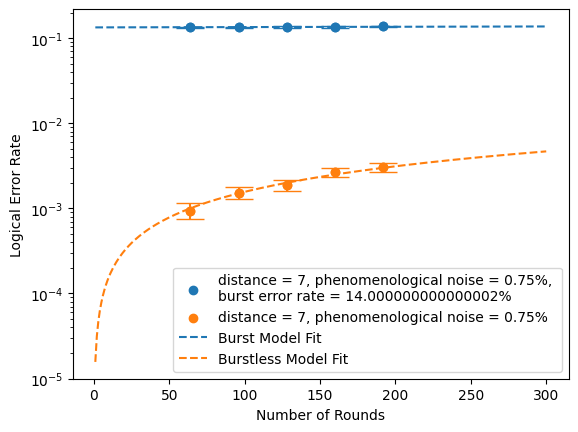 10⁻¹
10⁻²
10⁻³
10⁻⁴
10⁻⁵
Logical Error Rate
distance = 7, phenomenological noise = 0.75%,
burst error rate = 14.000000000000002%
distance = 7, phenomenological noise = 0.75%
Burst Model Fit
Burstless Model Fit
0 50 100 150 200 250 300
Number of Rounds